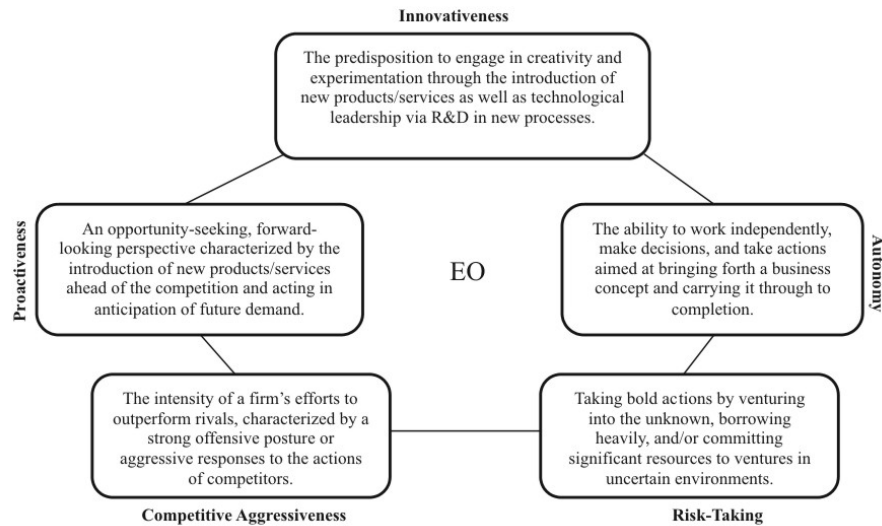 Innovativeness
The predisposition to engage in creativity and
experimentation through the introduction of
new products/services as well as technological
leadership via R&D in new processes.
Proactiveness
An opportunity-seeking, forward-
looking perspective characterized by the
introduction of new products/services
ahead of the competition and acting in
anticipation of future demand.
EO
The ability to work independently,
make decisions, and take actions
aimed at bringing forth a business
concept and carrying it through to
completion.
Autonomy
The intensity of a firm's efforts to
outperform rivals, characterized by a
strong offensive posture or
aggressive responses to the actions
of competitors.
Competitive Aggressiveness
Taking bold actions by venturing
into the unknown, borrowing
heavily, and/or committing
significant resources to ventures in
uncertain environments.
Risk-Taking